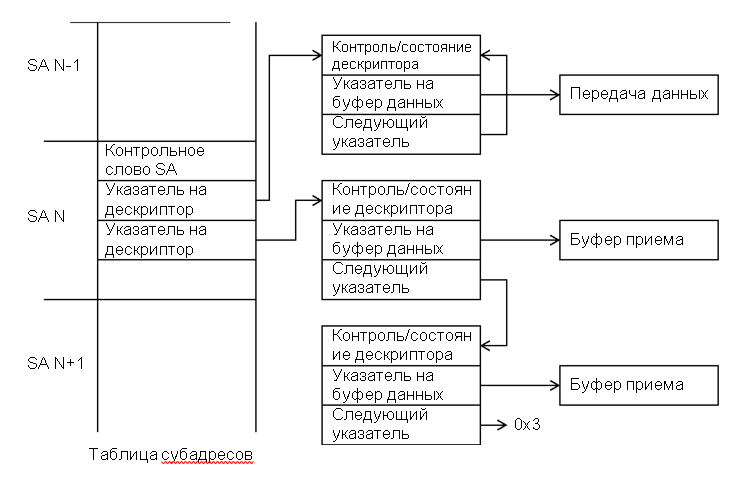 SA N-1
SA N
SA N+1
Контрольное
слово SA
Указатель на
дескриптор
Указатель на
дескриптор
Таблица субадресов
Контроль/состояние
дескриптора
Указатель на
буфер данных
Следующий
указатель
Передача данных
Контроль/состоян
ие дескриптора
Указатель на
буфер данных
Следующий
указатель
Буфер приема
Контроль/состоян
ие дескриптора
Указатель на
буфер данных
Следующий
указатель
Буфер приема
0x3